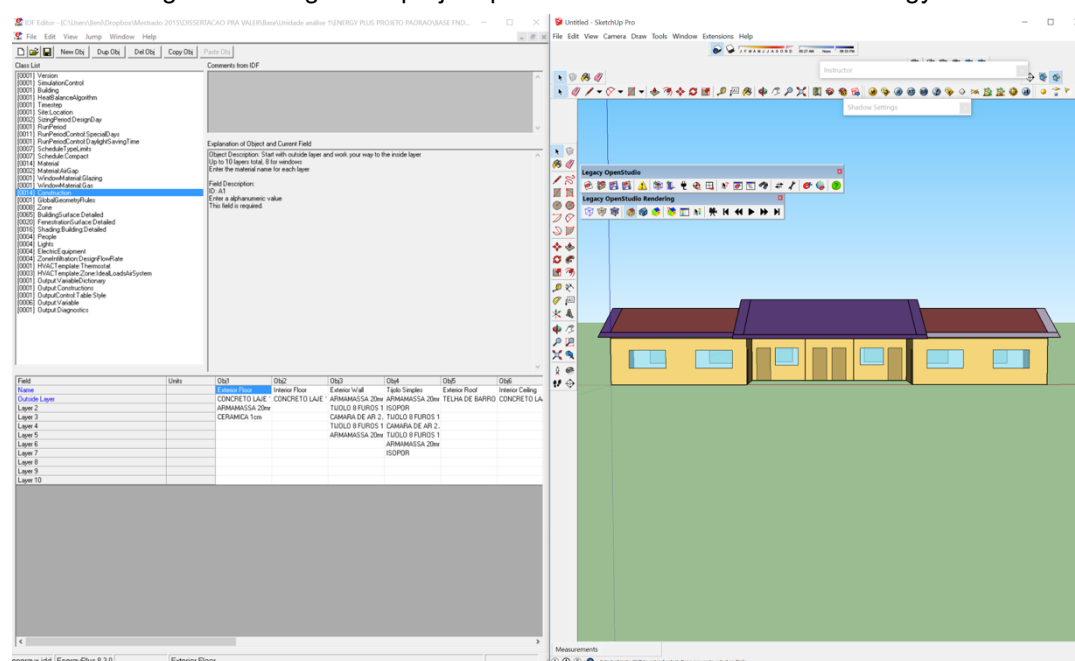 IDF Editor - [C:\Users\Beni\Dropbox\Mestrado 2015\DISSERTACAO PRA VALER\Base\Unidade análise 1\ENERGY PLUS PROJETO PADRAO\BASE FNO...
File Edit View Jump Window Help
New Obj Dup Obj Del Obj Copy Obj Paste Obj
Class List
Comments from IDF
[0001] Version
[0001] SimulationControl
[0001] Building
[0001] HeatBalanceAlgorithm
[0001] Timestep
[0001] Site:Location
[0002] SizingPeriod:DesignDay
[0001] RunPeriod
[0011] RunPeriodControl:SpecialDays
[0001] RunPeriodControl:DaylightSavingTime
[0007] ScheduleTypeLimits
[0007] Schedule:Compact
[0014] Material
[0002] Material:AirGap
[0001] WindowMaterial:Glazing
[0001] WindowMaterial:Gas
[0014] Construction
[0001] GlobalGeometryRules
[0008] Zone
[0065] BuildingSurface:Detailed
[0020] FenestrationSurface:Detailed
[0016] Shading:Building:Detailed
[0004] People
[0004] Lights
[0004] ElectricEquipment
[0004] ZoneInfiltration:DesignFlowRate
[0001] HVACTemplate:Thermostat
[0003] HVACTemplate:Zone:IdealLoadsAirSystem
[0001] Output:VariableDictionary
[0001] Output:Constructions
[0001] OutputControl:Table:Style
[0006] Output:Variable
[0001] Output:Diagnostics
Explanation of Object and Current Field
Object Description: Start with outside layer and work your way to the inside layer
Up to 10 layers total, 8 for windows
Enter the material name for each layer
Field Description:
ID: A1
Enter a alphanumeric value
This field is required.
Field Units Obj1 Obj2 Obj3 Obj4 Obj5 Obj6
Name Exterior Floor Interior Floor Exterior Wall Tijolo Simples Exterior Roof Interior Ceiling
Outside Layer CONCRETO LAJE CONCRETO LAJE ARMAMASSA 20mr ARMAMASSA 20mr TELHA DE BARRO CONCRETO LA
Layer 2 ARMAMASSA 20mr TIJOLO 8 FUROS 1 ISOPOR
Layer 3 CERAMICA 1cm CAMARA DE AR 2. TIJOLO 8 FUROS 1
Layer 4 TIJOLO 8 FUROS 1 CAMARA DE AR 2.
Layer 5 ARMAMASSA 20mr TIJOLO 8 FUROS 1
Layer 6 ARMAMASSA 20mr
Layer 7 ISOPOR
Layer 8
Layer 9
Layer 10
EnergyPlus 8.3.0 Exterior Floor
Untitled - SketchUp Pro
File Edit View Camera Draw Tools Window Extensions Help
J F M A M J J A S O N D
Instructor
Shadow Settings
Legacy OpenStudio
Legacy OpenStudio Rendering
Measurements